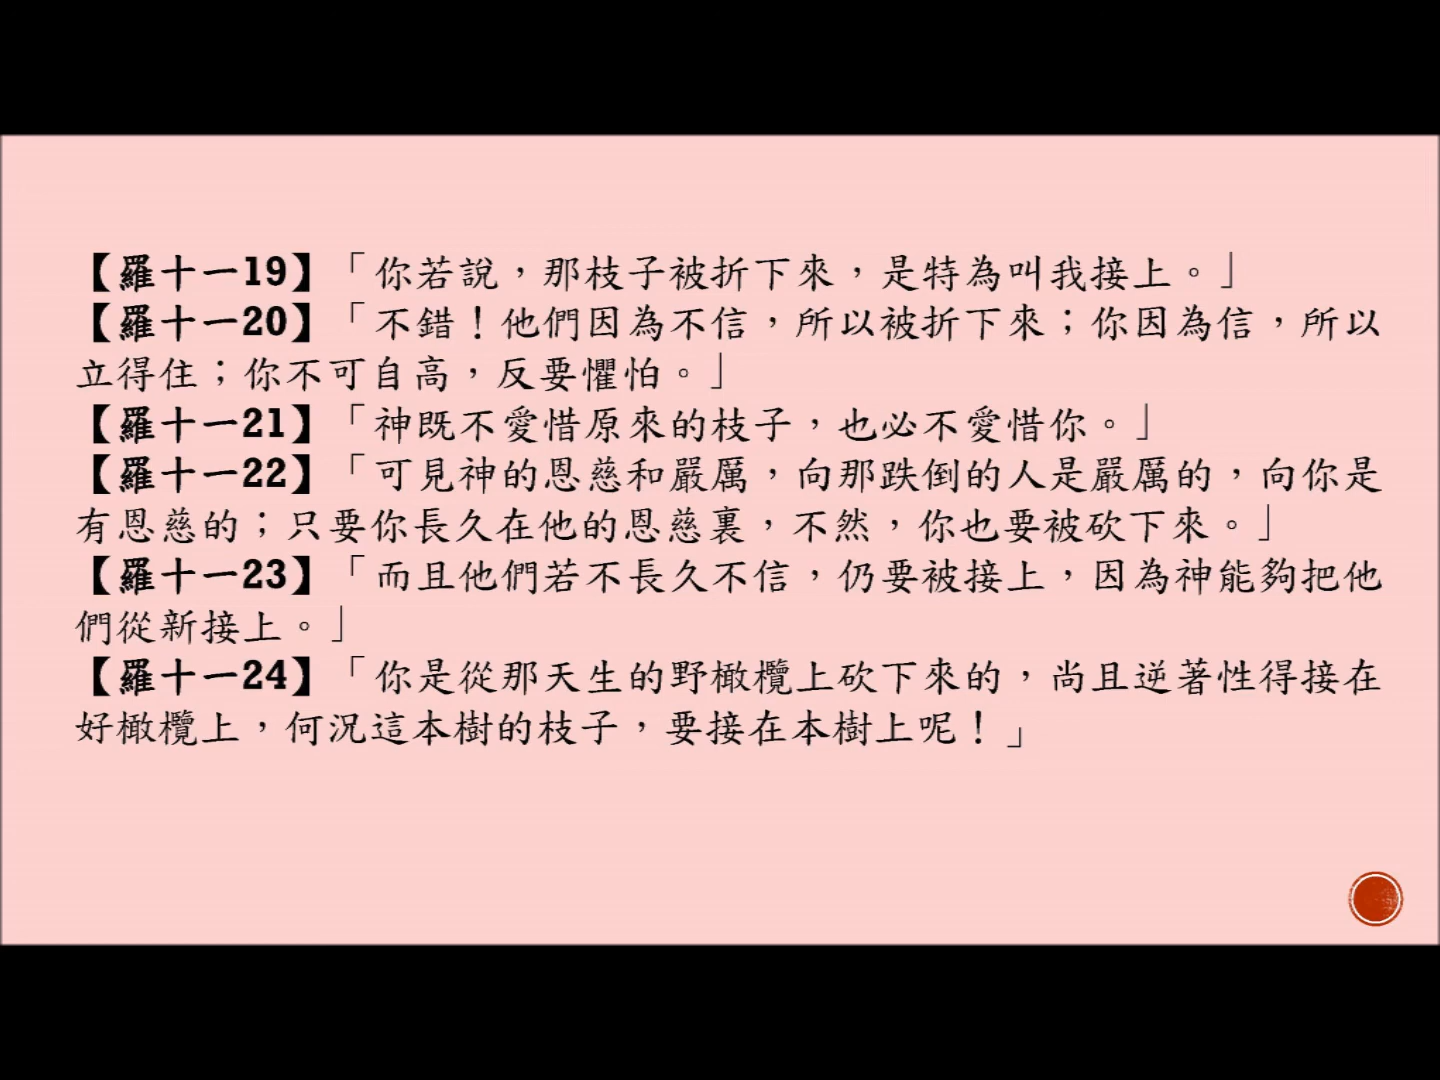 【羅十一19】「你若說，那枝子被折下來，是特為叫我接上。」
【羅十一20】「不錯！他們因為不信，所以被折下來；你因為信，所以
立得住；你不可自高，反要懼怕。」
【羅十一21】「神既不愛惜原來的枝子，也必不愛惜你。」
【羅十一22】「可見神的恩慈和嚴厲，向那跌倒的人是嚴厲的，向你是
有恩慈的；只要你長久在他的恩慈裏，不然，你也要被砍下來。」
【羅十一23】「而且他們若不長久不信，仍要被接上，因為神能夠把他
們從新接上。」
【羅十一24】「你是從那天生的野橄欖上砍下來的，尚且逆著性得接在
好橄欖上，何況這本樹的枝子，要接在本樹上呢！」